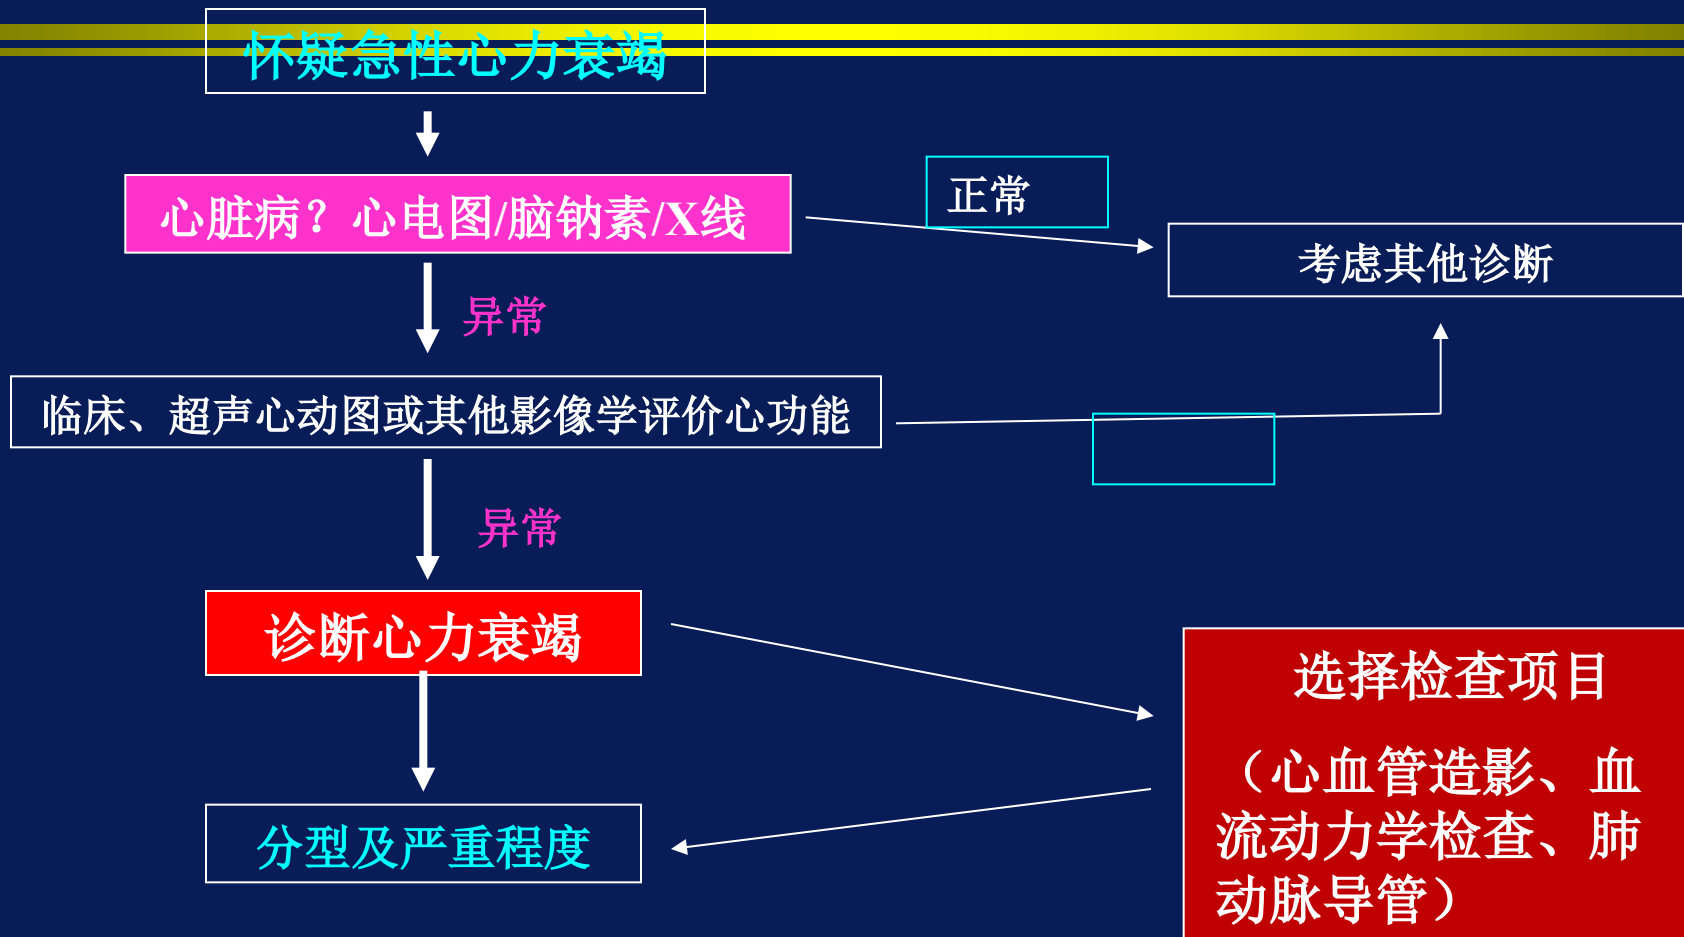 怀疑急性心力衰竭
心脏病？心电图/脑钠素/X线
正常
考虑其他诊断
异常
临床、超声心动图或其他影像学评价心功能
异常
诊断心力衰竭
选择检查项目
（心血管造影、血
流动力学检查、肺
动脉导管）
分型及严重程度